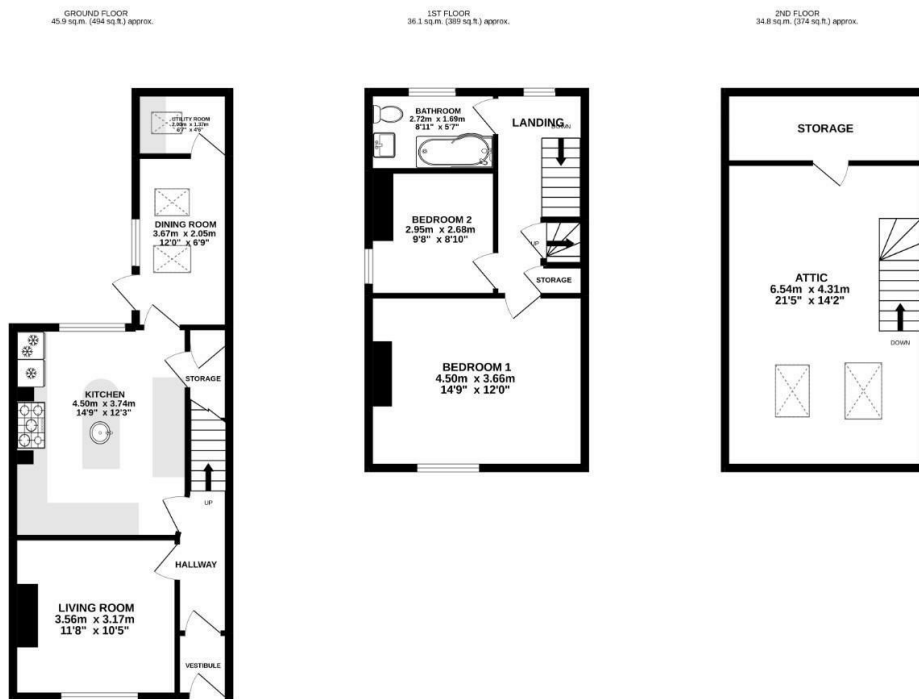 GROUND FLOOR
45.9 sq.m. (494 sq.ft.) approx.
1ST FLOOR
36.1 sq.m. (389 sq.ft.) approx.
2ND FLOOR
34.8 sq.m. (374 sq.ft.) approx.
UTILITY ROOM
DINING ROOM
3.67m x 2.05m
12'0" x 6'9"
KITCHEN
4.50m x 3.74m
14'9" x 12'3"
STORAGE
UP
HALLWAY
LIVING ROOM
3.56m x 3.17m
11'8" x 10'5"
VESTIBULE
BATHROOM
2.72m x 1.69m
8'11" x 5'7"
LANDING
DOWN
BEDROOM 2
2.95m x 2.68m
9'8" x 8'10"
UP
STORAGE
BEDROOM 1
4.50m x 3.66m
14'9" x 12'0"
STORAGE
ATTIC
6.54m x 4.31m
21'5" x 14'2"
DOWN